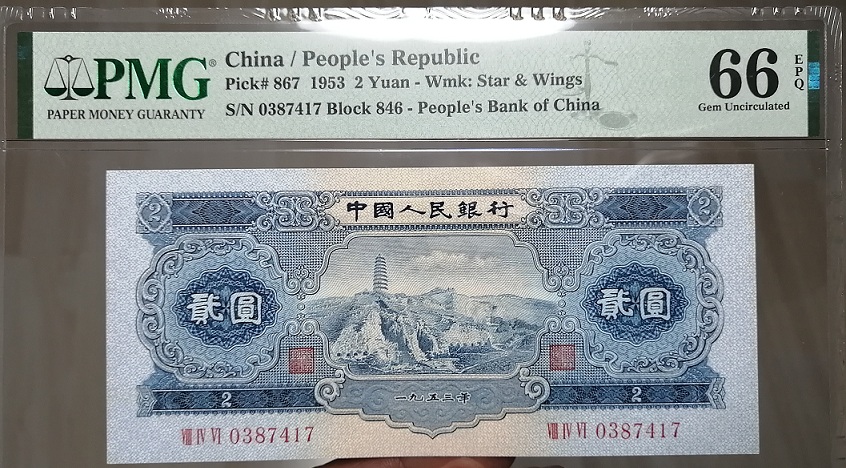 PMG®
PAPER MONEY GUARANTY
China / People's Republic
Pick# 867 1953 2 Yuan - Wmk: Star & Wings
S/N 0387417 Block 846 - People's Bank of China
66
EPQ
Gem Uncirculated
2 中國人民銀行 2
貳圓 貳圓
2 一九五三年 2
VIII IV VI 0387417 VIII IV VI 0387417